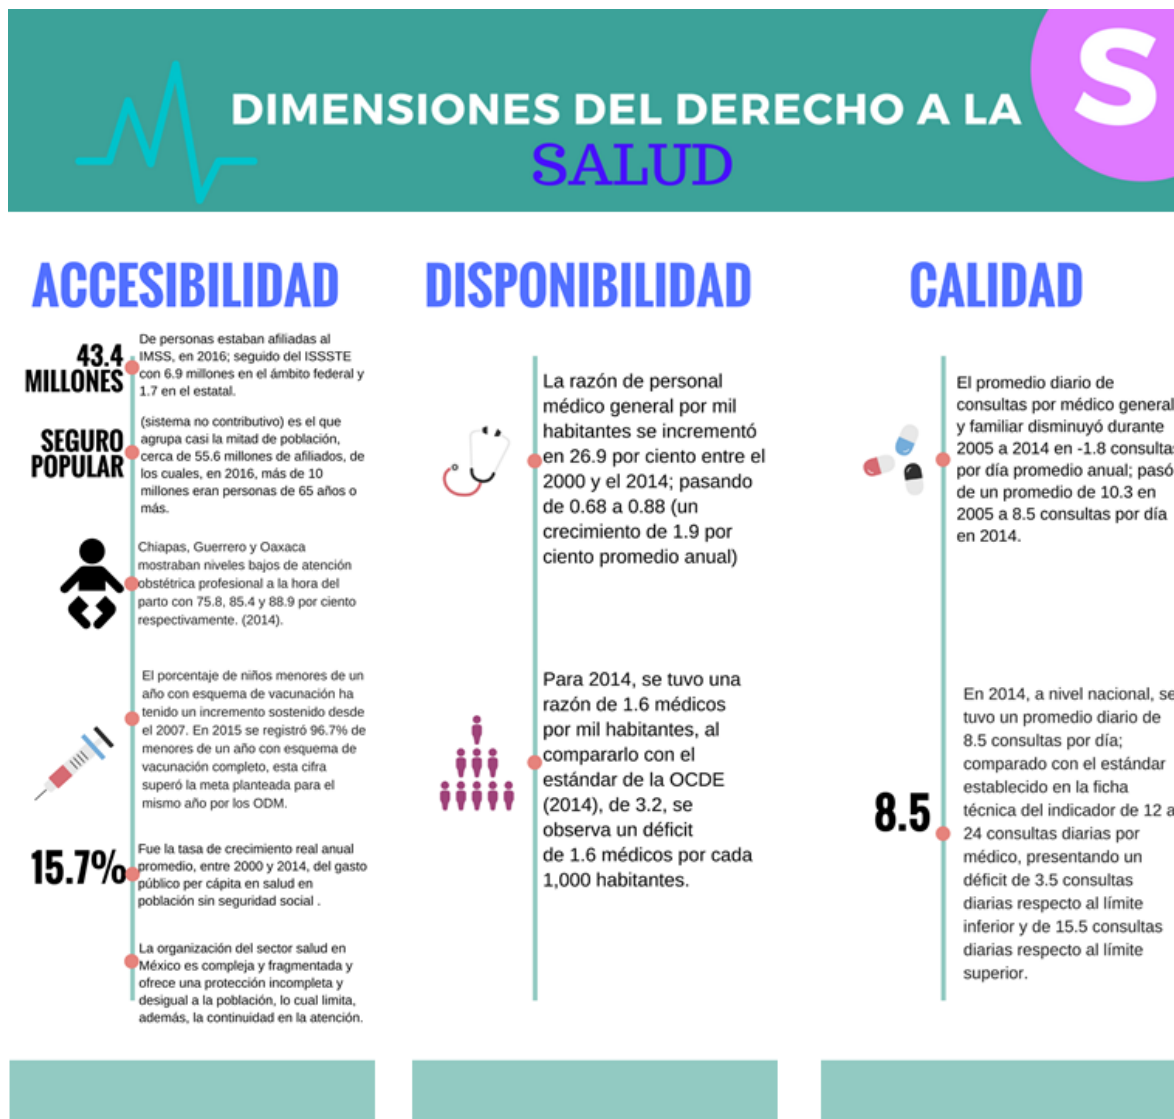 S
DIMENSIONES DEL DERECHO A LA
SALUD
ACCESIBILIDAD
43.4
MILLONES
De personas estaban afiliadas al
IMSS, en 2016; seguido del ISSSTE
con 6.9 millones en el ámbito federal y
1.7 en el estatal.
SEGURO
POPULAR
(sistema no contributivo) es el que
agrupa casi la mitad de población,
cerca de 55.6 millones de afiliados, de
los cuales, en 2016, más de 10
millones eran personas de 65 años o
más.
Chiapas, Guerrero y Oaxaca
mostraban niveles bajos de atención
obstétrica profesional a la hora del
parto con 75.8, 85.4 y 88.9 por ciento
respectivamente. (2014).
El porcentaje de niños menores de un
año con esquema de vacunación ha
tenido un incremento sostenido desde
el 2007. En 2015 se registró 96.7% de
menores de un año con esquema de
vacunación completo, esta cifra
superó la meta planteada para el
mismo año por los ODM.
15.7%
Fue la tasa de crecimiento real anual
promedio, entre 2000 y 2014, del gasto
público per cápita en salud en
población sin seguridad social .
La organización del sector salud en
México es compleja y fragmentada y
ofrece una protección incompleta y
desigual a la población, lo cual limita,
además, la continuidad en la atención.
DISPONIBILIDAD
La razón de personal
médico general por mil
habitantes se incrementó
en 26.9 por ciento entre el
2000 y el 2014; pasando
de 0.68 a 0.88 (un
crecimiento de 1.9 por
ciento promedio anual)
Para 2014, se tuvo una
razón de 1.6 médicos
por mil habitantes, al
compararlo con el
estándar de la OCDE
(2014), de 3.2, se
observa un déficit
de 1.6 médicos por cada
1,000 habitantes.
CALIDAD
El promedio diario de
consultas por médico general
y familiar disminuyó durante
2005 a 2014 en -1.8 consultas
por día promedio anual; pasó
de un promedio de 10.3 en
2005 a 8.5 consultas por día
en 2014.
8.5
En 2014, a nivel nacional, se
tuvo un promedio diario de
8.5 consultas por día;
comparado con el estándar
establecido en la ficha
técnica del indicador de 12 a
24 consultas diarias por
médico, presentando un
déficit de 3.5 consultas
diarias respecto al límite
inferior y de 15.5 consultas
diarias respecto al límite
superior.